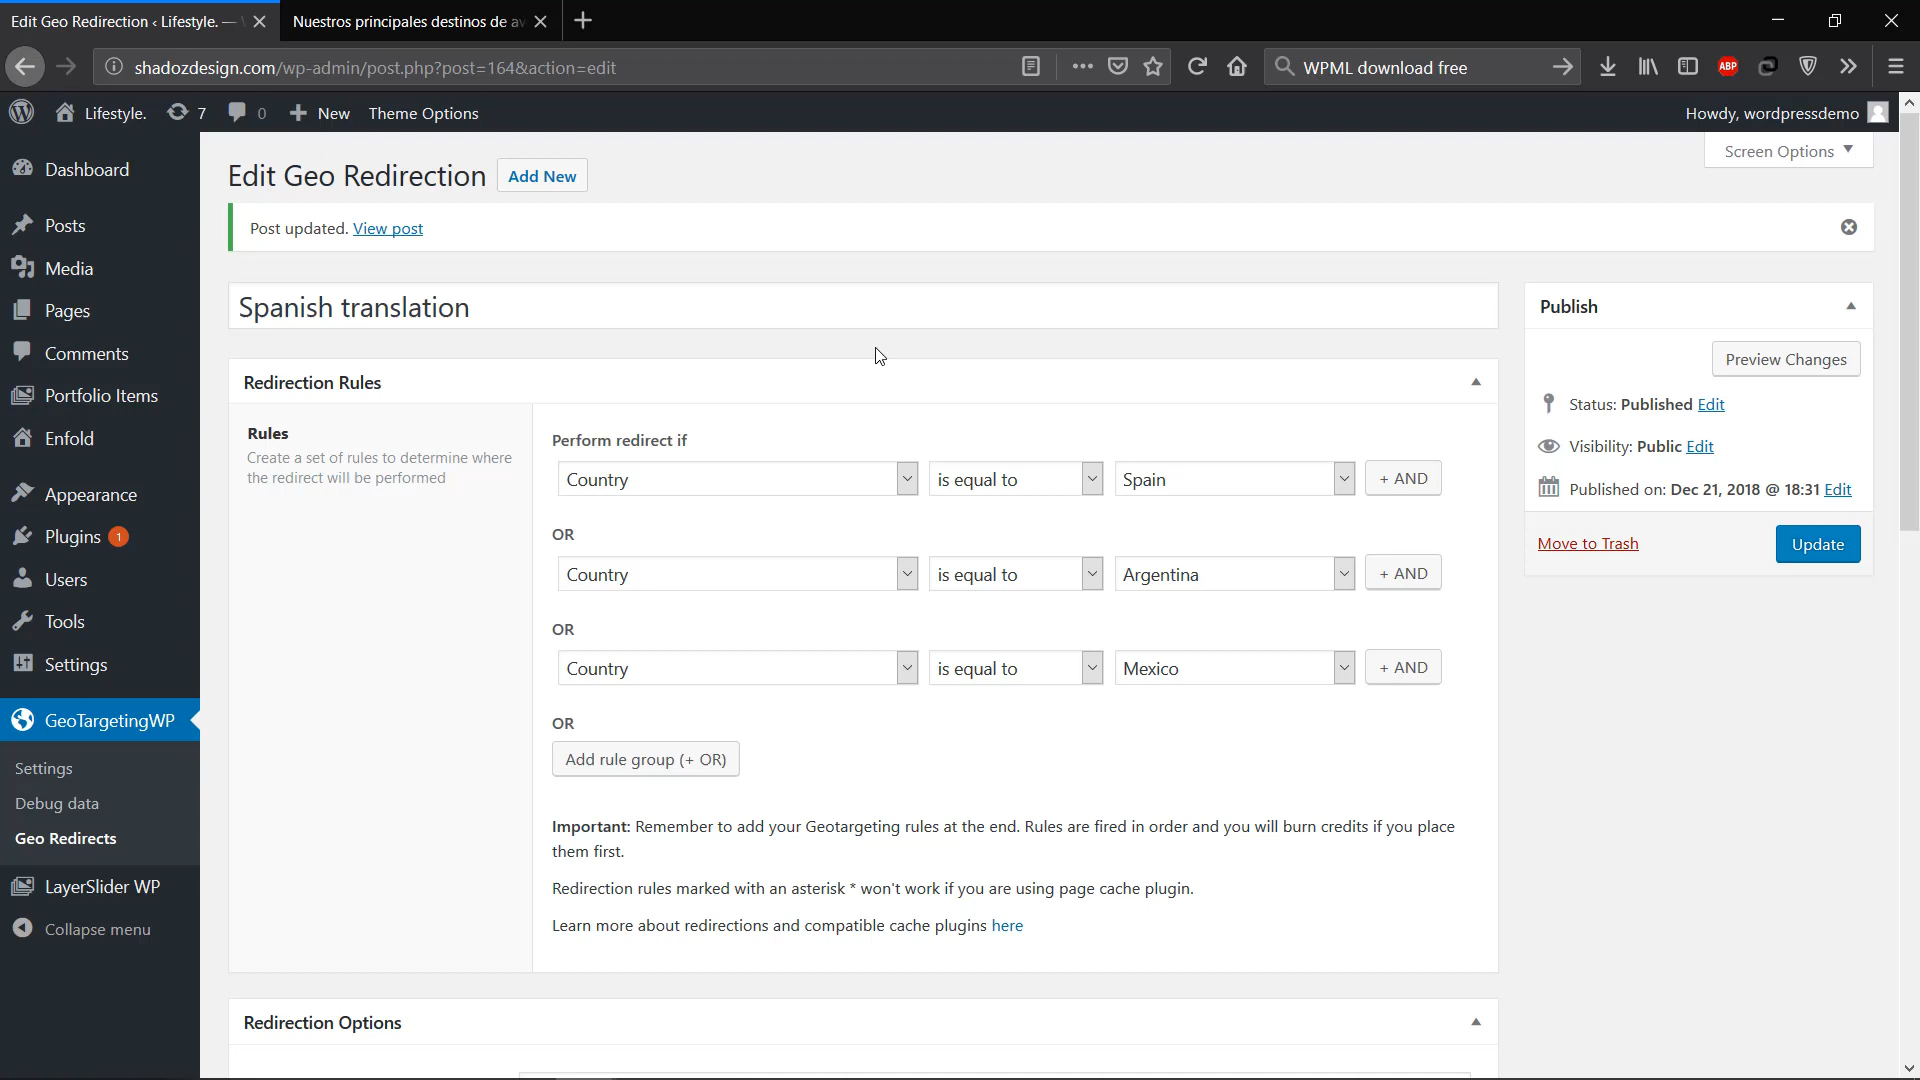 Edit Geo Redirection ‹ Lifestyle. —
Nuestros principales destinos de av
shadozdesign.com/wp-admin/post.php?post=164&action=edit
WPML download free
ABP
Lifestyle.
7
0
New
Theme Options
Howdy, wordpressdemo
Screen Options
Dashboard
Posts
Media
Pages
Comments
Portfolio Items
Enfold
Appearance
Plugins 1
Users
Tools
Settings
GeoTargetingWP
Settings
Debug data
Geo Redirects
LayerSlider WP
Collapse menu
Edit Geo Redirection
Add New
Post updated. View post
Spanish translation
Redirection Rules
Rules
Create a set of rules to determine where
the redirect will be performed
Perform redirect if
Country is equal to Spain + AND
OR
Country is equal to Argentina + AND
OR
Country is equal to Mexico + AND
OR
Add rule group (+ OR)
Important: Remember to add your Geotargeting rules at the end. Rules are fired in order and you will burn credits if you place
them first.
Redirection rules marked with an asterisk * won't work if you are using page cache plugin.
Learn more about redirections and compatible cache plugins here
Redirection Options
Publish
Preview Changes
Status: Published Edit
Visibility: Public Edit
Published on: Dec 21, 2018 @ 18:31 Edit
Move to Trash
Update